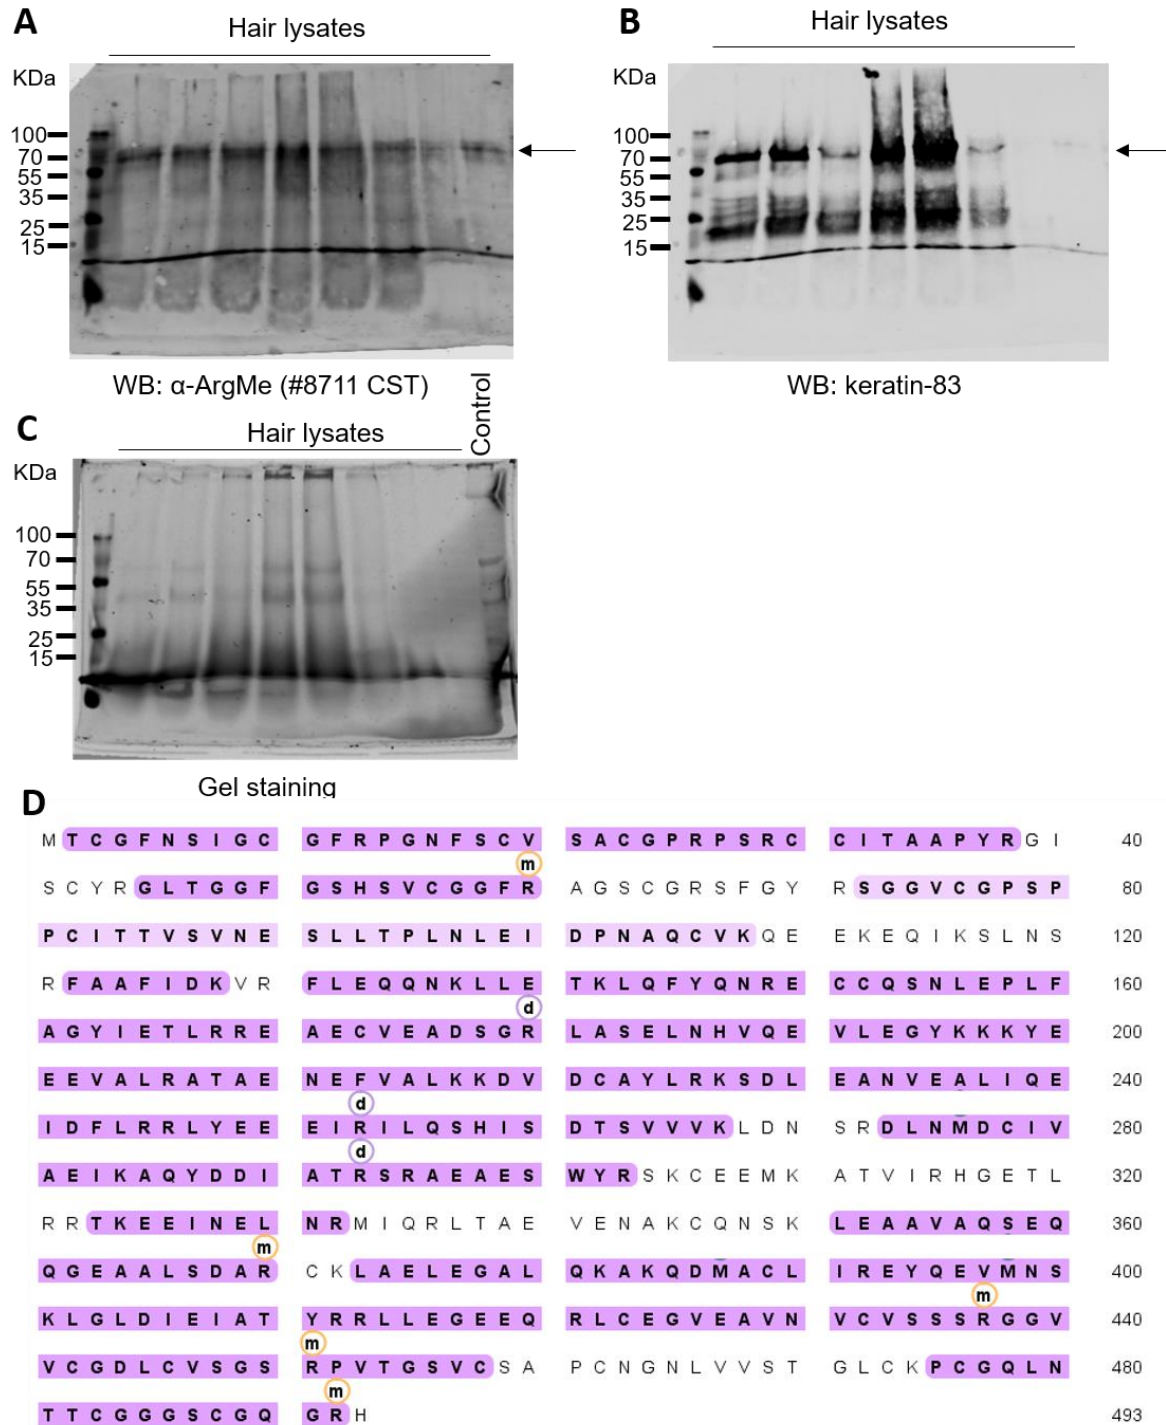 A
Hair lysates
KDa
100
70
55
35
25
15
WB: α-ArgMe (#8711 CST)
B
Hair lysates
KDa
100
70
55
35
25
15
WB: keratin-83
C
Hair lysates
Control
KDa
100
70
55
35
25
15
Gel staining
D
M T C G F N S I G C G F R P G N F S C V S A C G P R P S R C C I T A A P Y R G I 40
m
S C Y R G L T G G F G S H S V C G G F R A G S C G R S F G Y R S G G V C G P S P 80
P C I T T V S V N E S L L T P L N L E I D P N A Q C V K Q E E K E Q I K S L N S 120
R F A A F I D K V R F L E Q Q N K L L E T K L Q F Y Q N R E C C Q S N L E P L F 160
d
A G Y I E T L R R E A E C V E A D S G R L A S E L N H V Q E V L E G Y K K K Y E 200
E E V A L R A T A E N E F V A L K K D V D C A Y L R K S D L E A N V E A L I Q E 240
d
I D F L R R L Y E E E I R I L Q S H I S D T S V V V K L D N S R D L N M D C I V 280
d
A E I K A Q Y D D I A T R S R A E A E S W Y R S K C E E M K A T V I R H G E T L 320
R R T K E E I N E L N R M I Q R L T A E V E N A K C Q N S K L E A A V A Q S E Q 360
m
Q G E A A L S D A R C K L A E L E G A L Q K A K Q D M A C L I R E Y Q E V M N S 400
m
K L G L D I E I A T Y R R L L E G E E Q R L C E G V E A V N V C V S S S R G G V 440
m
V C G D L C V S G S R P V T G S V C S A P C N G N L V V S T G L C K P C G Q L N 480
m
T T C G G G S C G Q G R H 493